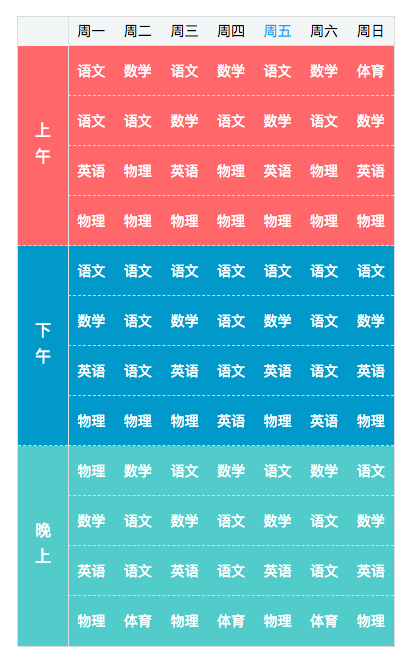 周一 周二 周三 周四 周五 周六 周日
上午
语文 数学 语文 数学 语文 数学 体育
语文 语文 数学 语文 数学 语文 数学
英语 物理 英语 物理 英语 物理 英语
物理 物理 物理 物理 物理 物理 物理
下午
语文 语文 语文 语文 语文 语文 语文
数学 语文 数学 语文 数学 语文 数学
英语 语文 英语 语文 英语 语文 英语
物理 物理 物理 英语 物理 英语 物理
晚上
物理 数学 语文 数学 语文 数学 语文
数学 语文 数学 语文 数学 语文 数学
英语 语文 英语 语文 英语 语文 英语
物理 体育 物理 体育 物理 体育 物理